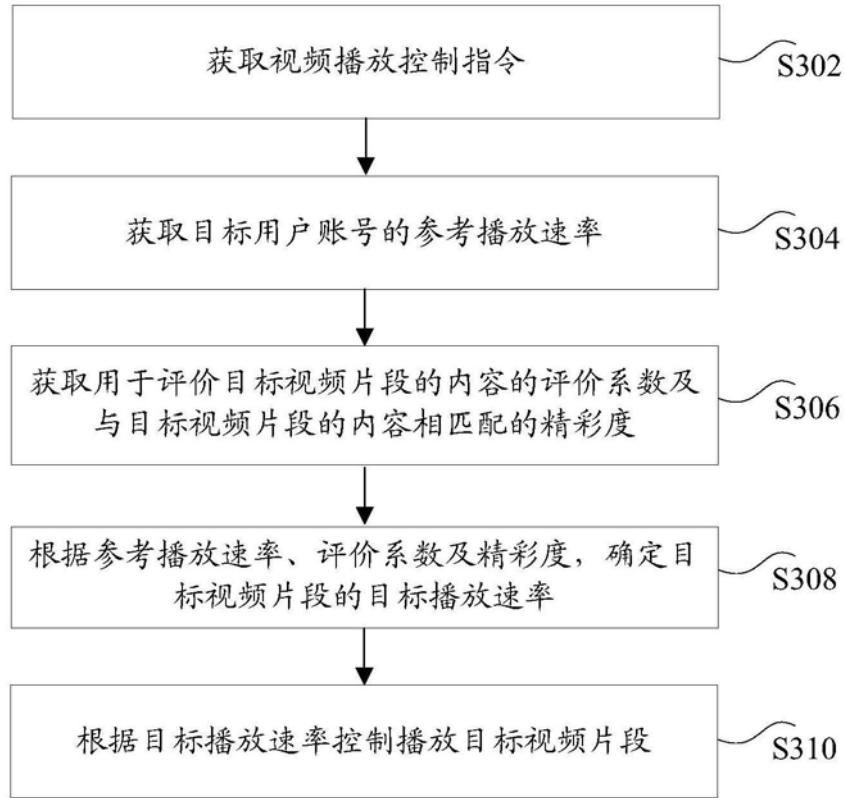 获取视频播放控制指令
S302
获取目标用户账号的参考播放速率
S304
获取用于评价目标视频片段的内容的评价系数及
与目标视频片段的内容相匹配的精彩度
S306
根据参考播放速率、评价系数及精彩度，确定目
标视频片段的目标播放速率
S308
根据目标播放速率控制播放目标视频片段
S310